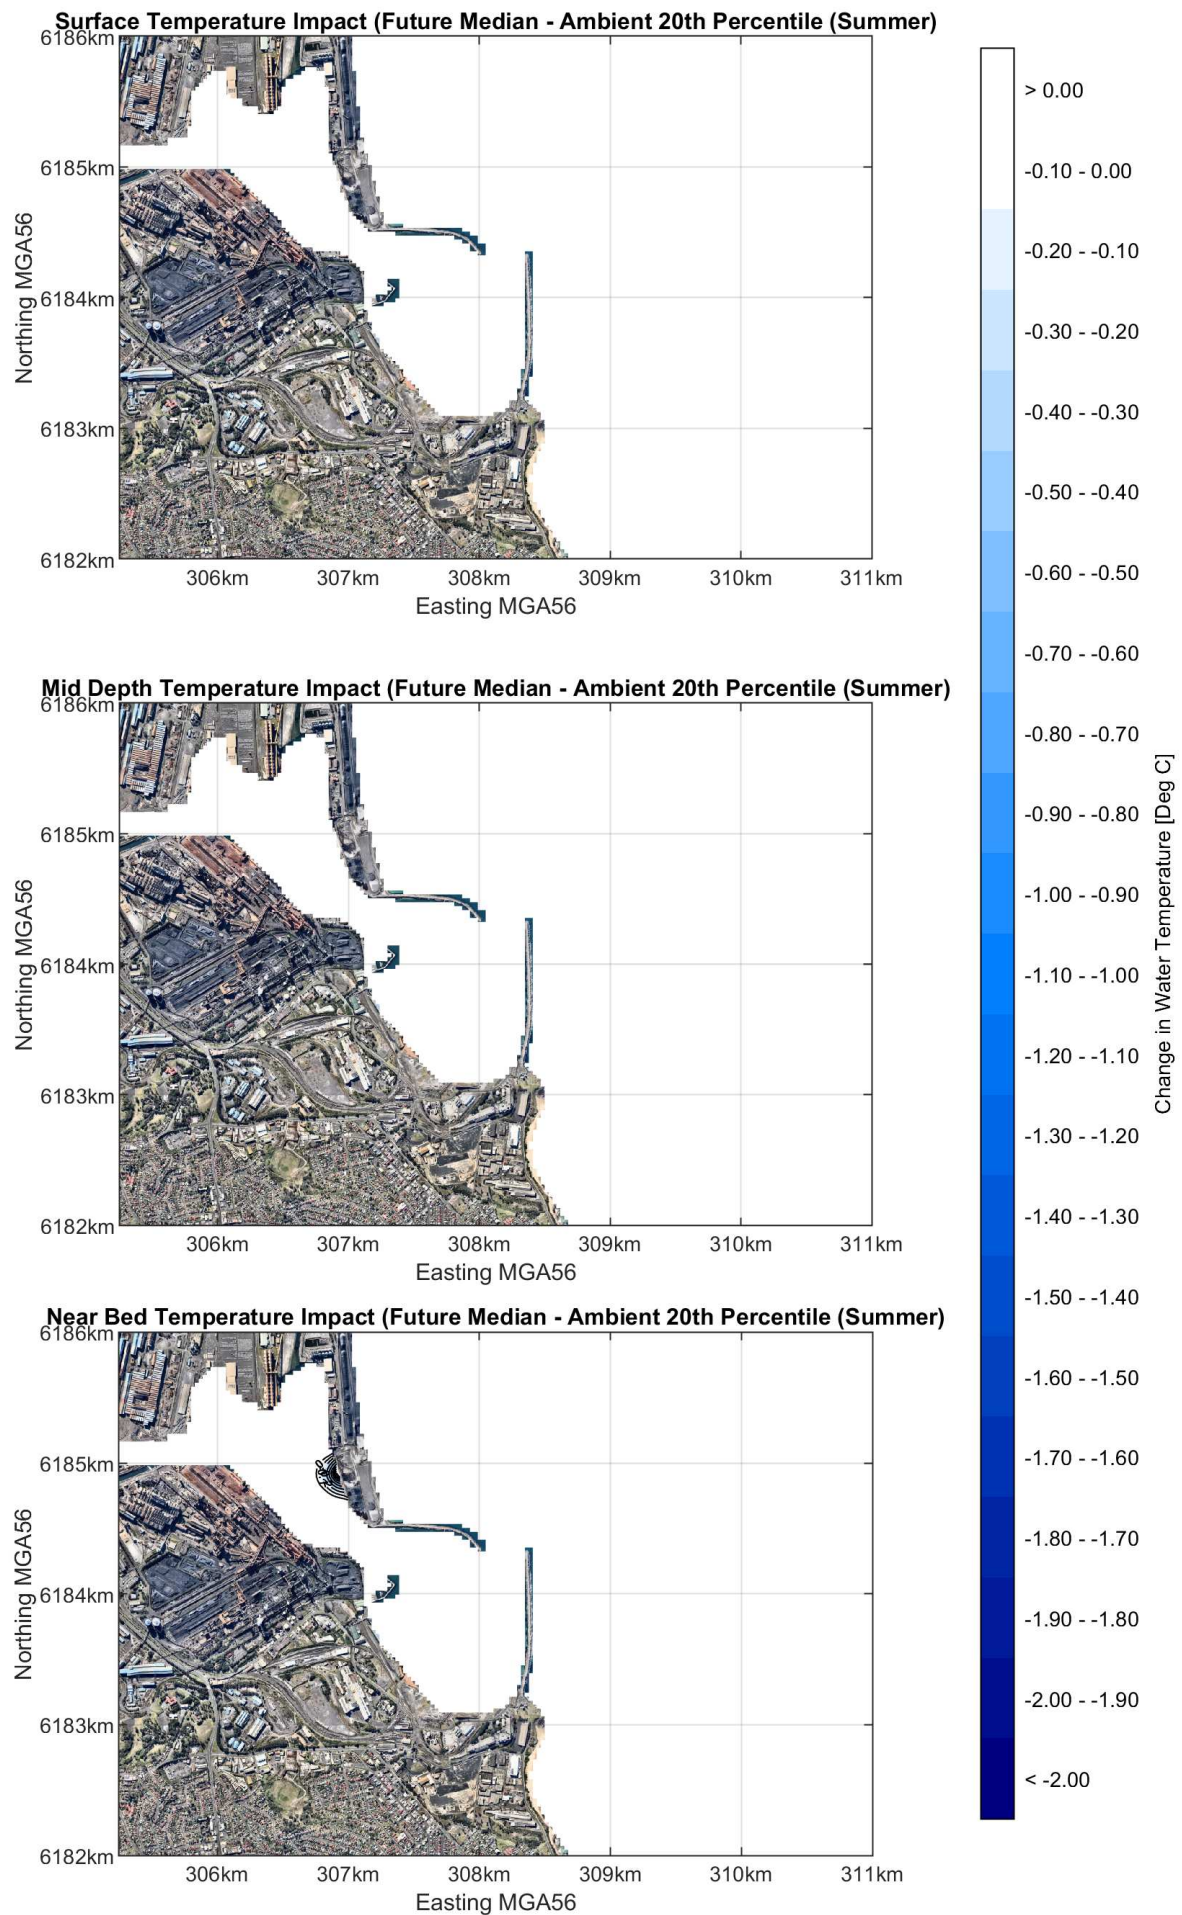 Surface Temperature Impact (Future Median - Ambient 20th Percentile (Summer)
6186km
6185km
6184km
6183km
6182km
Northing MGA56
306km 307km 308km 309km 310km 311km
Easting MGA56
Mid Depth Temperature Impact (Future Median - Ambient 20th Percentile (Summer)
6186km
6185km
6184km
6183km
6182km
Northing MGA56
306km 307km 308km 309km 310km 311km
Easting MGA56
Near Bed Temperature Impact (Future Median - Ambient 20th Percentile (Summer)
6186km
6185km
6184km
6183km
6182km
Northing MGA56
306km 307km 308km 309km 310km 311km
Easting MGA56
> 0.00
-0.10 - 0.00
-0.20 - -0.10
-0.30 - -0.20
-0.40 - -0.30
-0.50 - -0.40
-0.60 - -0.50
-0.70 - -0.60
-0.80 - -0.70
-0.90 - -0.80
-1.00 - -0.90
-1.10 - -1.00
-1.20 - -1.10
-1.30 - -1.20
-1.40 - -1.30
-1.50 - -1.40
-1.60 - -1.50
-1.70 - -1.60
-1.80 - -1.70
-1.90 - -1.80
-2.00 - -1.90
< -2.00
Change in Water Temperature [Deg C]